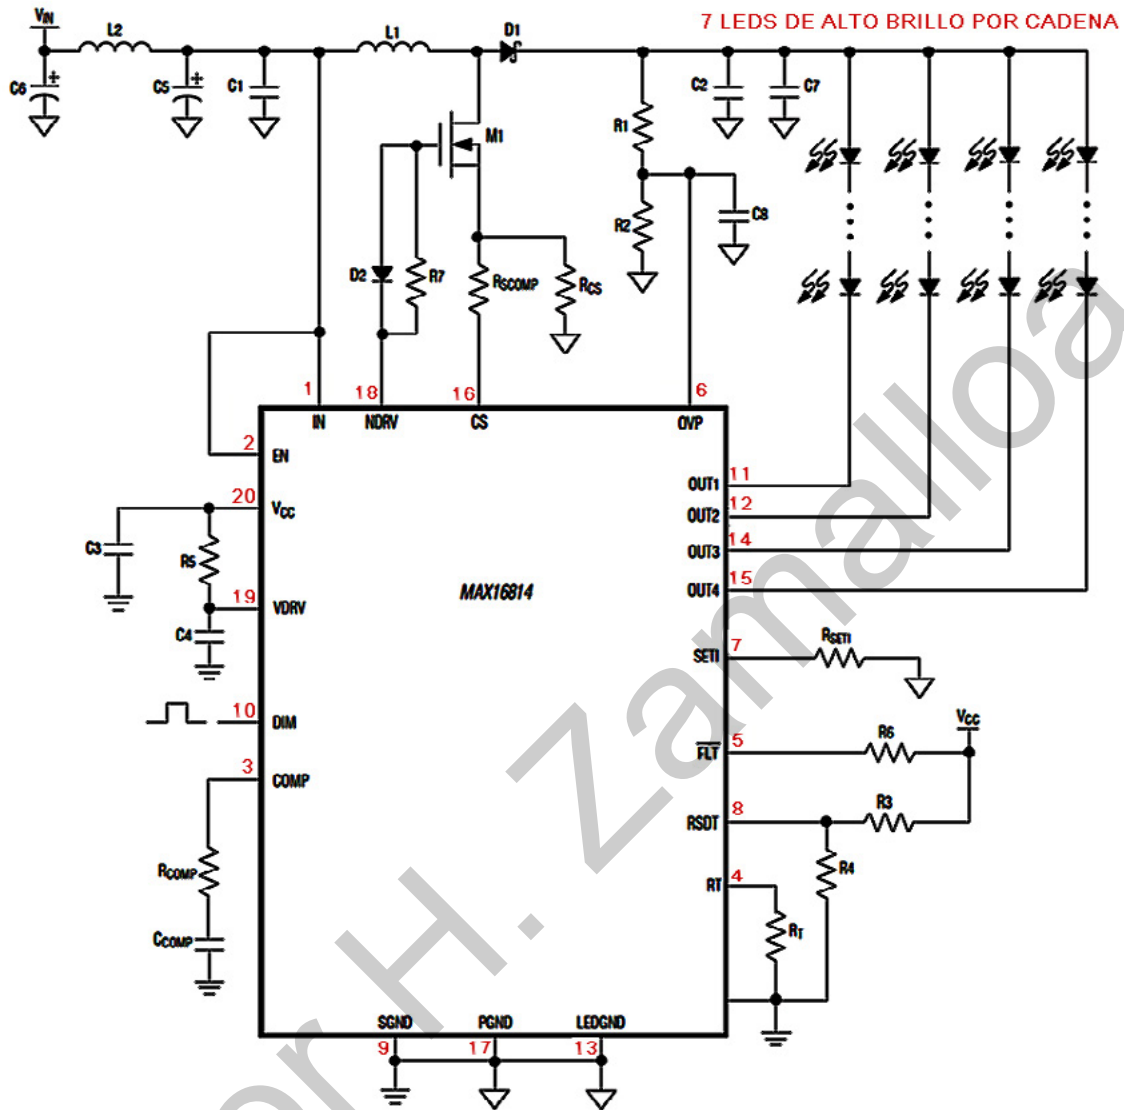 7 LEDS DE ALTO BRILLO POR CADENA
VIN
L2
L1
D1
C6
C5
C1
C2
C7
M1
R1
R2
C8
D2
R7
RSCOMP
RCS
1
18
16
6
IN
NDRV
CS
OVP
2
EN
20
VCC
C3
R5
19
VDRV
C4
10
DIM
3
COMP
RCOMP
CCOMP
MAX16814
OUT1
11
OUT2
12
OUT3
14
OUT4
15
SETI
7
RSETI
VCC
FLT
5
R6
RSDT
8
R3
R4
RT
4
RT
SGND
PGND
LEDGND
9
17
13
r H. Zamalloa